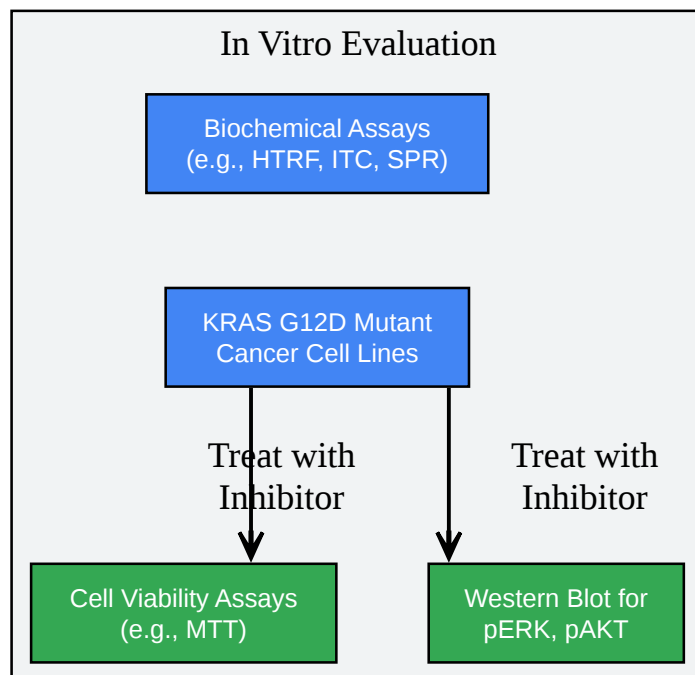 In Vitro Evaluation
Biochemical Assays
(e.g., HTRF, ITC, SPR)
KRAS G12D Mutant
Cancer Cell Lines
Treat with
Inhibitor
Treat with
Inhibitor
Cell Viability Assays
(e.g., MTT)
Western Blot for
pERK, pAKT